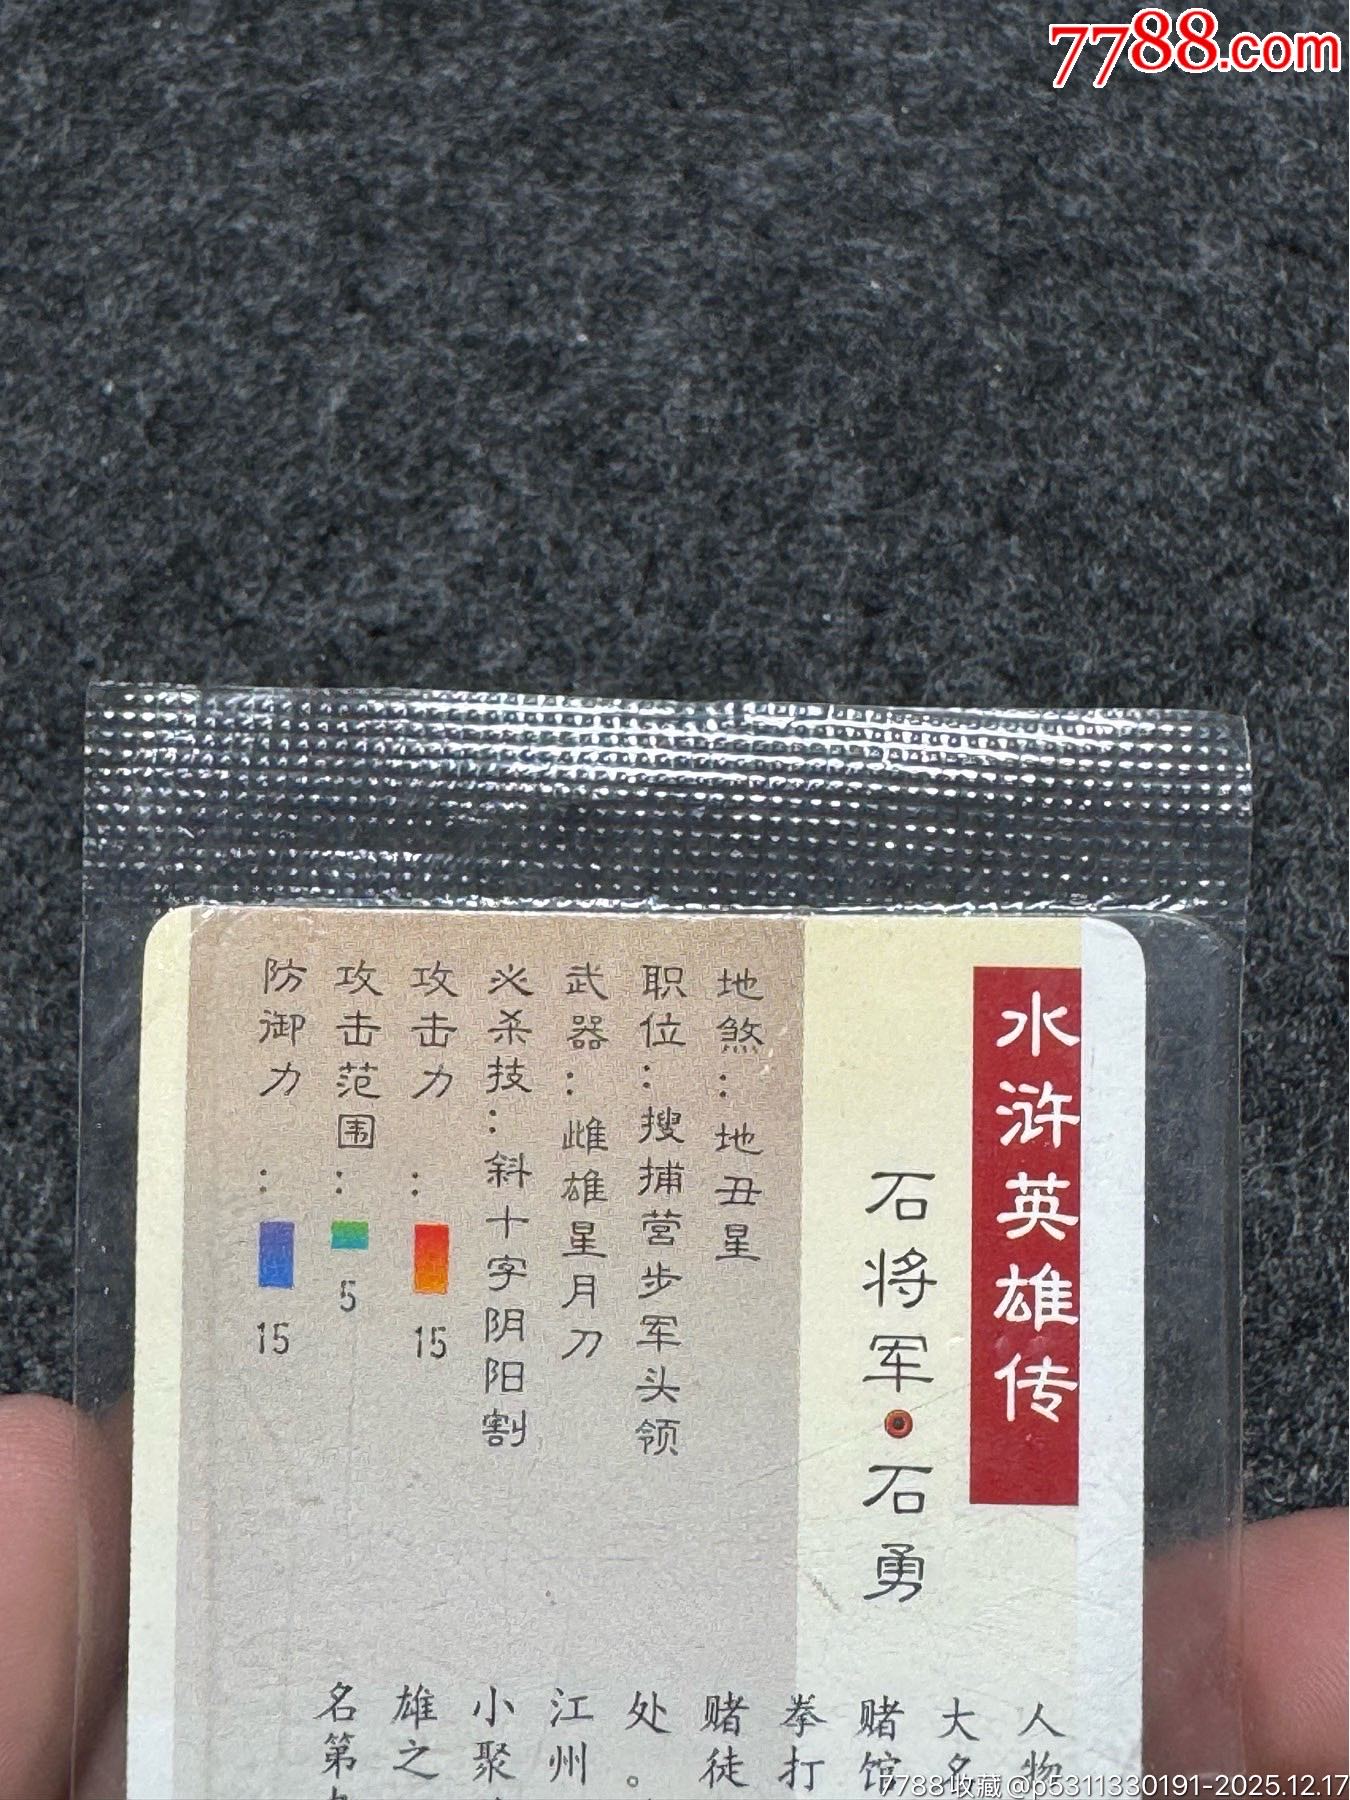 7788.com
水浒英雄传
石将军·石勇
地煞：地丑星
职位：搜捕营步军头领
武器：雌雄星月刀
必杀技：斜十字阴阳割
攻击力：15
攻击范围：5
防御力：15
人物
大名
赌馆
拳打
赌徒
处。
江州
小聚
雄之
名第
7788收藏@p5311330191-2025.12.17